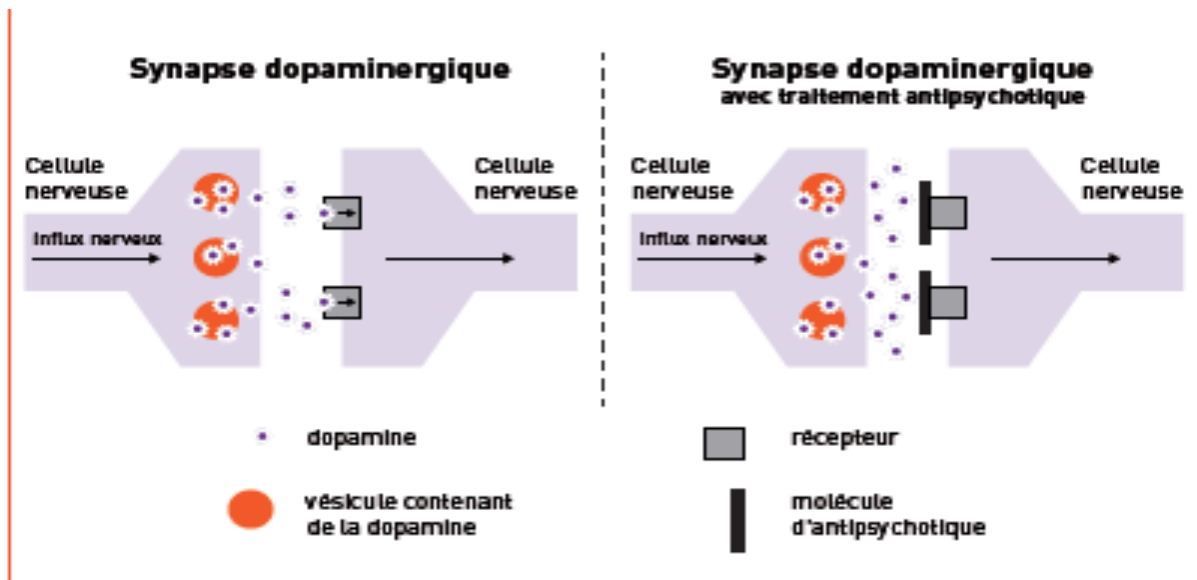 Synapse dopaminergique
Cellule
nerveuse
Cellule
nerveuse
Influx nerveux
Synapse dopaminergique
avec traitement antipsychotique
Cellule
nerveuse
Cellule
nerveuse
Influx nerveux
dopamine
vésicule contenant
de la dopamine
récepteur
molécule
d'antipsychotique